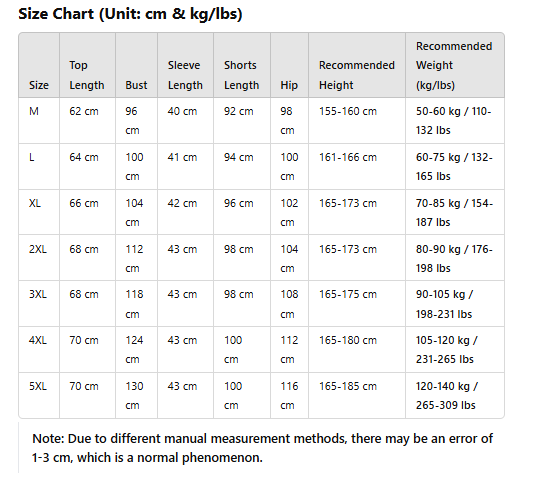 Size Chart (Unit: cm & kg/lbs)
Size Top Length Bust Sleeve Length Shorts Length Hip Recommended Height Recommended Weight (kg/lbs)
M 62 cm 96 cm 40 cm 92 cm 98 cm 155-160 cm 50-60 kg / 110-132 lbs
L 64 cm 100 cm 41 cm 94 cm 100 cm 161-166 cm 60-75 kg / 132-165 lbs
XL 66 cm 104 cm 42 cm 96 cm 102 cm 165-173 cm 70-85 kg / 154-187 lbs
2XL 68 cm 112 cm 43 cm 98 cm 104 cm 165-173 cm 80-90 kg / 176-198 lbs
3XL 68 cm 118 cm 43 cm 98 cm 108 cm 165-175 cm 90-105 kg / 198-231 lbs
4XL 70 cm 124 cm 43 cm 100 cm 112 cm 165-180 cm 105-120 kg / 231-265 lbs
5XL 70 cm 130 cm 43 cm 100 cm 116 cm 165-185 cm 120-140 kg / 265-309 lbs
Note: Due to different manual measurement methods, there may be an error of
1-3 cm, which is a normal phenomenon.